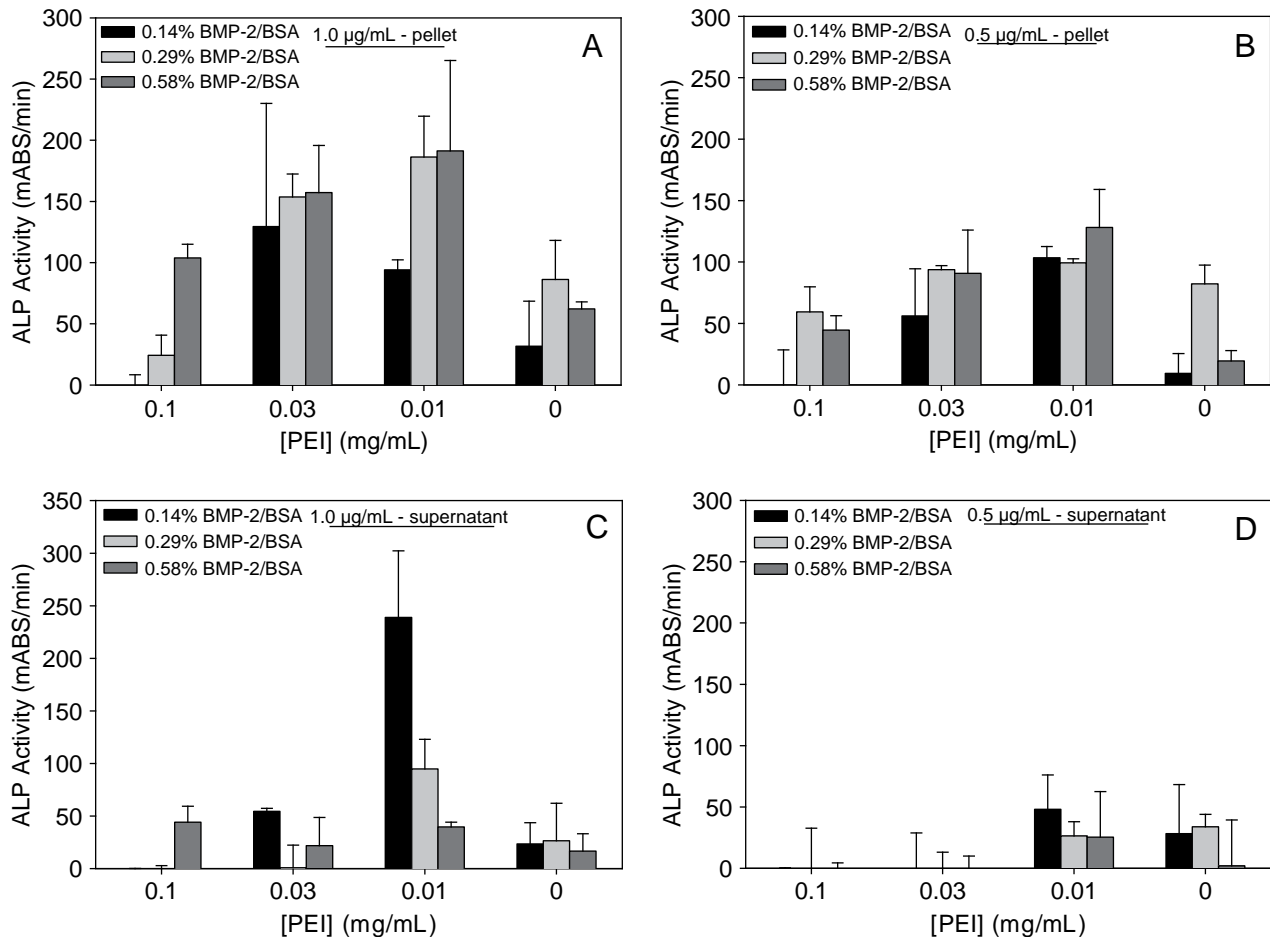 300
250
200
150
100
50
0
ALP Activity (mABS/min)
0.14% BMP-2/BSA
0.29% BMP-2/BSA
0.58% BMP-2/BSA
1.0 µg/mL - pellet
A
0.1 0.03 0.01 0
[PEI] (mg/mL)
300
250
200
150
100
50
0
ALP Activity (mABS/min)
0.14% BMP-2/BSA
0.29% BMP-2/BSA
0.58% BMP-2/BSA
0.5 µg/mL - pellet
B
0.1 0.03 0.01 0
[PEI] (mg/mL)
350
300
250
200
150
100
50
0
ALP Activity (mABS/min)
0.14% BMP-2/BSA
0.29% BMP-2/BSA
0.58% BMP-2/BSA
1.0 µg/mL - supernatant
C
0.1 0.03 0.01 0
[PEI] (mg/mL)
300
250
200
150
100
50
0
ALP Activity (mABS/min)
0.14% BMP-2/BSA
0.29% BMP-2/BSA
0.58% BMP-2/BSA
0.5 µg/mL - supernatant
D
0.1 0.03 0.01 0
[PEI] (mg/mL)